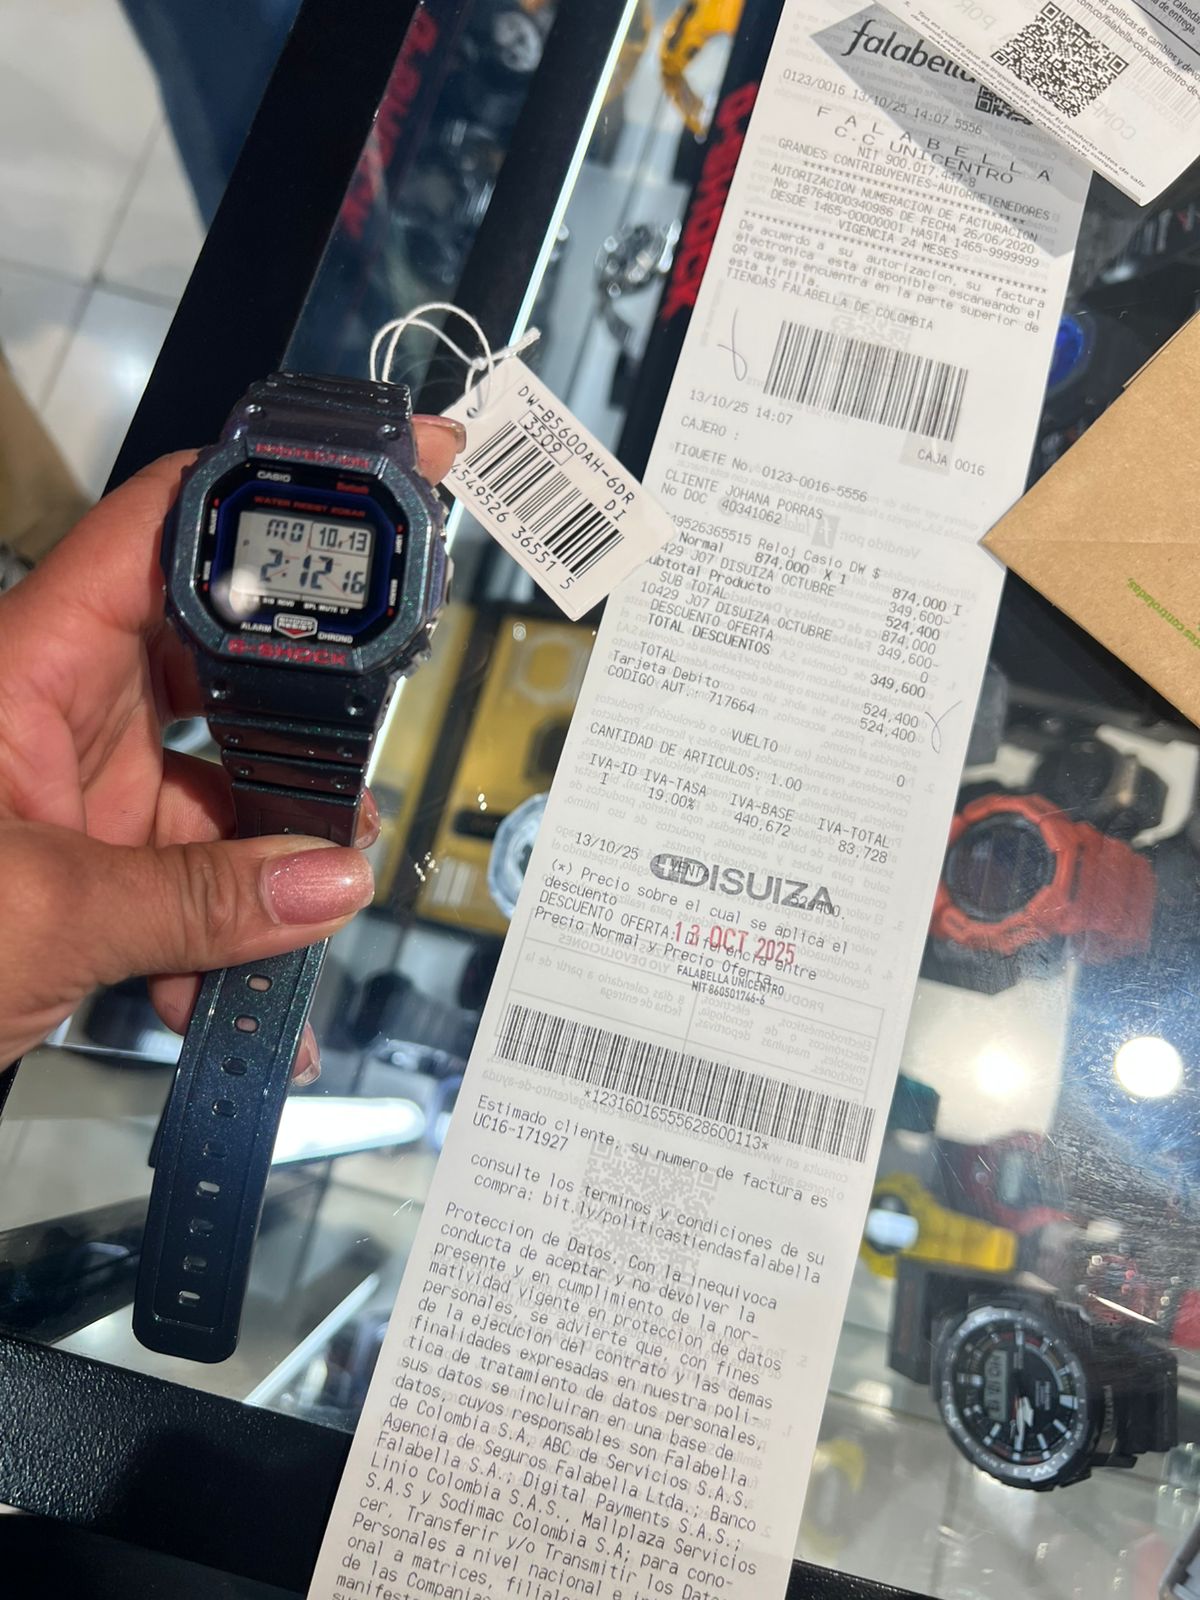 falabella
0123/0016 13/10/25 14:07 5556
F A L A B E L L A
C.C. UNICENTRO
NIT 900.017.447-8
GRANDES CONTRIBUYENTES-AUTORRETENEDORES
***********************************
AUTORIZACION NUMERACION DE FACTURACION
No 18764000340986 DE FECHA 26/06/2020
DESDE 1465-00000001 HASTA 1465-9999999
VIGENCIA 24 MESES
***********************************
De acuerdo a su autorizacion, su factura
electronica esta disponible escaneando el
QR que se encuentra en la parte superior de
esta tirilla.
TIENDAS FALABELLA DE COLOMBIA
13/10/25 14:07
CAJERO :
CAJA 0016
TIQUETE No. 0123-0016-5556
CLIENTE JOHANA PORRAS
No DOC 40341062
49526365515 Reloj Casio DW $
Normal 874,000 X 1 874,000 I
429 J07 DISUIZA OCTUBRE 349,600-
Subtotal Producto 524,400
SUB TOTAL 874,000
10429 J07 DISUIZA OCTUBRE 349,600-
DESCUENTO OFERTA 0
TOTAL DESCUENTOS 349,600
TOTAL 524,400
Tarjeta Debito 524,400
CODIGO AUT.: 717664
VUELTO 0
CANTIDAD DE ARTICULOS: 1.00
IVA-ID IVA-TASA IVA-BASE IVA-TOTAL
I 19.00% 440,672 83,728
13/10/25
DISUIZA
(*) Precio sobre el cual se aplica el
descuento
DESCUENTO OFERTA: Diferencia entre
Precio Normal y Precio Oferta
13 OCT 2025
FALABELLA UNICENTRO
NIT 860501746-6
*12316016555628600113*
Estimado cliente, su numero de factura es
UC16-171927
consulte los terminos y condiciones de su
compra: bit.ly/politicastiendasfalabella
Proteccion de Datos. Con la inequivoca
conducta de aceptar y no devolver la
presente y en cumplimiento de la nor-
matividad vigente en proteccion de datos
personales, se advierte que, con fines
de la ejecución del contrato y las demas
finalidades expresadas en nuestra poli-
tica de tratamiento de datos personales,
sus datos se incluiran en una base de
datos, cuyos responsables son Falabella
de Colombia S.A, ABC de Servicios S.A.S.
Agencia de Seguros Falabella Ltda.; Banco
Falabella S.A.; Digital Payments S.A.S.;
Linio Colombia S.A.S., Mallplaza Servicios
S.A.S y Sodimac Colombia S.A; para cono-
cer, Transferir y/o Transmitir los Datos
Personales a nivel nacional e
onal a matrices,
de las
DW-B5600AH-6DR
3509 DI
4549526 36551 5
PROTECTION
CASIO
Bluetooth
WATER RESIST 20BAR
MO 10.13
2:12 16
ALARM
SHOCK RESIST
CHRONO
G-SHOCK
G-SHOCK